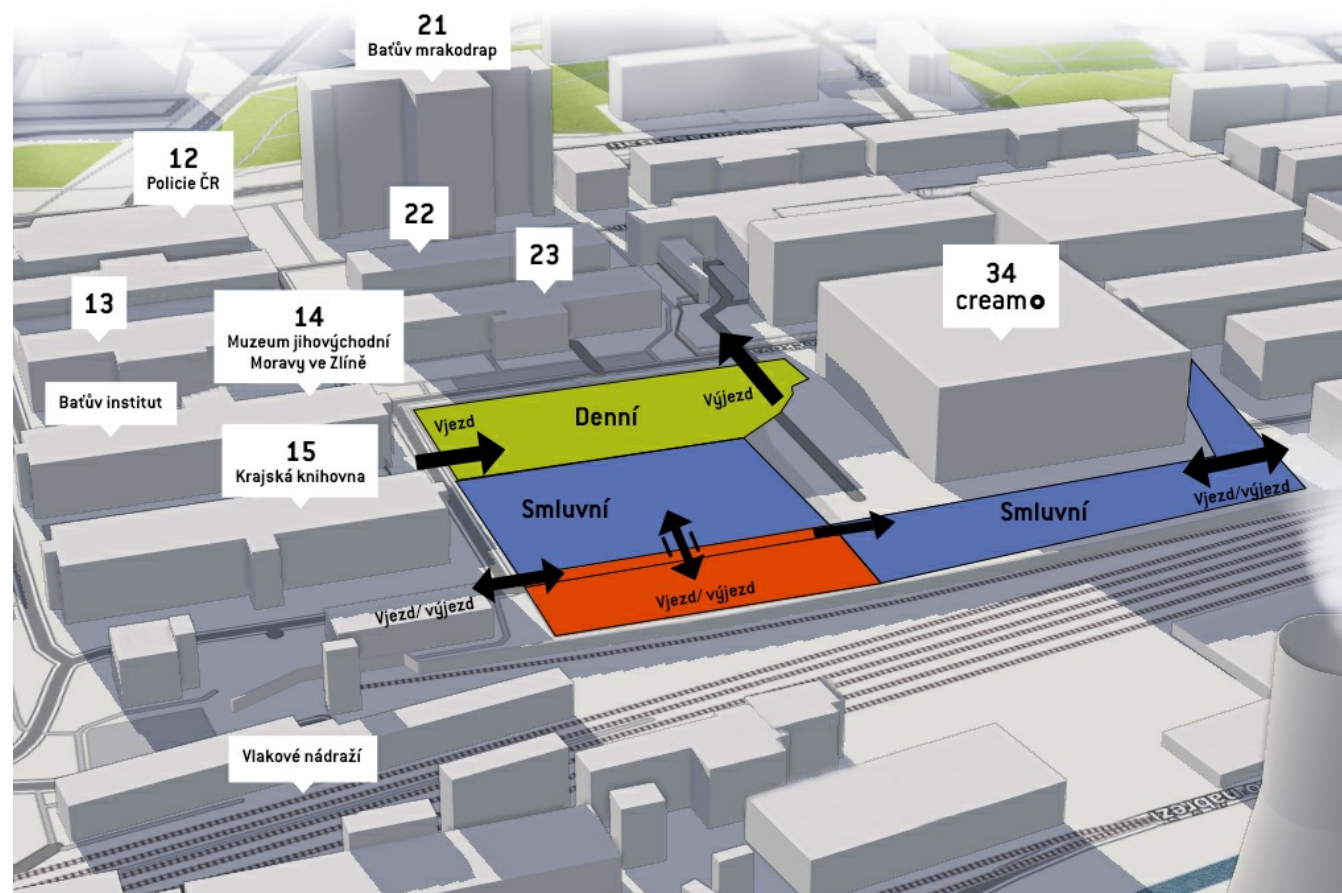 21
Baťův mrakodrap
12
Policie ČR
22
23
13
14
Muzeum jihovýchodní
Moravy ve Zlíně
34
creamo
Baťův institut
15
Krajská knihovna
Vjezd
Denní
Výjezd
Smluvní
Smluvní
Vjezd/výjezd
Vjezd/ výjezd
Vjezd/ výjezd
Vlakové nádraží